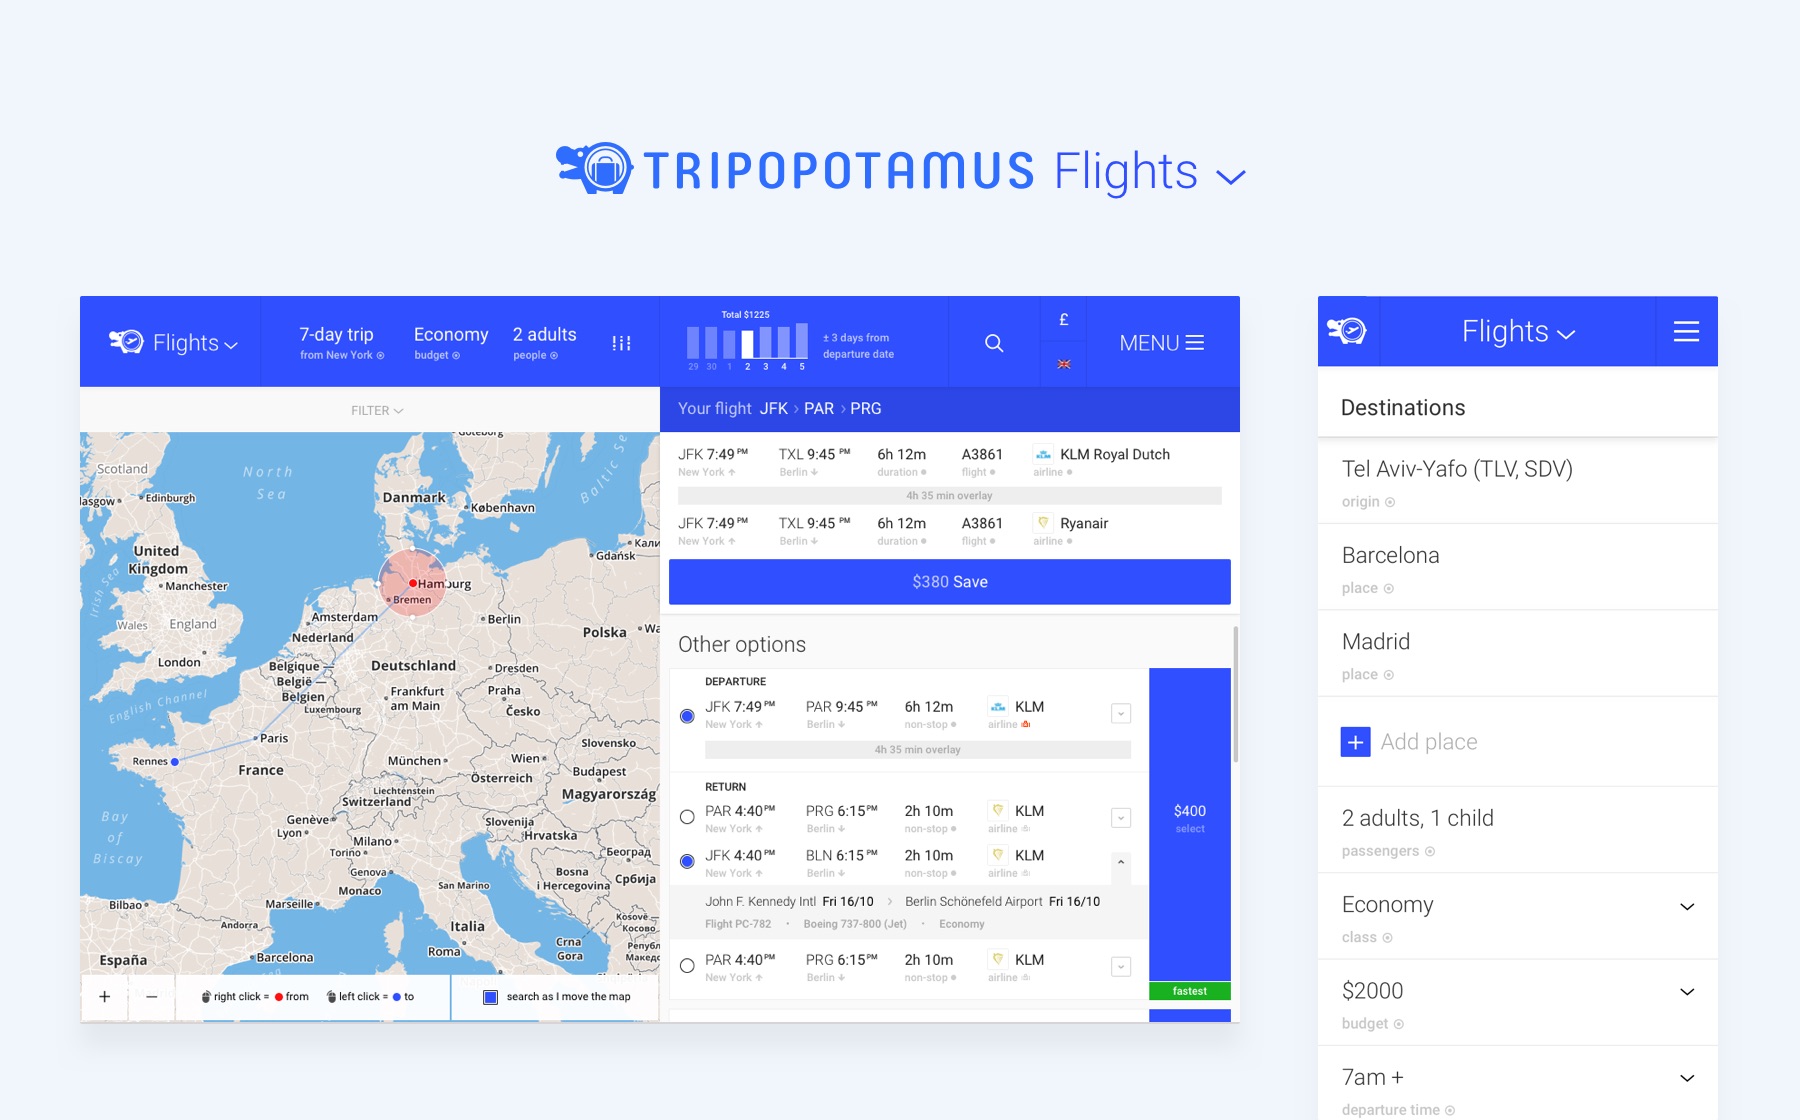 TRIPOPOTAMUS Flights
Flights
7-day trip
from New York
Economy
budget
2 adults
people
Total $1225
29 30 1 2 3 4 5
± 3 days from
departure date
£
MENU
FILTER
Your flight JFK › PAR › PRG
JFK 7:49 PM TXL 9:45 PM 6h 12m A3861 KLM Royal Dutch
New York Berlin duration flight airline
4h 35 min overlay
JFK 7:49 PM TXL 9:45 PM 6h 12m A3861 Ryanair
New York Berlin duration flight airline
$380 Save
Other options
DEPARTURE
JFK 7:49 PM PAR 9:45 PM 6h 12m KLM
New York Berlin non-stop airline
4h 35 min overlay
RETURN
PAR 4:40 PM PRG 6:15 PM 2h 10m KLM
New York Berlin non-stop airline
JFK 4:40 PM BLN 6:15 PM 2h 10m KLM
New York Berlin non-stop airline
John F. Kennedy Intl Fri 16/10 › Berlin Schönefeld Airport Fri 16/10
Flight PC-782 • Boeing 737-800 (Jet) • Economy
PAR 4:40 PM PRG 6:15 PM 2h 10m KLM
New York Berlin non-stop airline
$400
select
fastest
Göteborg
Scotland
North
Sea
Baltic Se
lasgow
Edinburgh
Danmark
København
United
Kingdom
Irish Sea
Manchester
Gdańsk
Кали
Hamburg
Bremen
Wales
England
Amsterdam
Nederland
Berlin
Polska
Wa
London
Belgique
België
Belgien
Deutschland
Dresden
English Channel
Luxembourg
Frankfurt
am Main
Praha
Česko
Paris
Rennes
France
München
Wien
Slovensko
Österreich
Budapest
Magyarország
Liechtenstein
Switzerland
Genève
Lyon
Slovenija
Hrvatska
Bay
of
Biscay
Milano
Torino
Genova
Monaco
San Marino
Београд
Bosna
i Hercegovina
Србија
Bilbao
Marseille
Andorra
Italia
Kosovë
Косово
Crna
Gora
Roma
España
Barcelona
+ −
right click = from
left click = to
search as I move the map
Flights
Destinations
Tel Aviv-Yafo (TLV, SDV)
origin
Barcelona
place
Madrid
place
+ Add place
2 adults, 1 child
passengers
Economy
class
$2000
budget
7am +
departure time